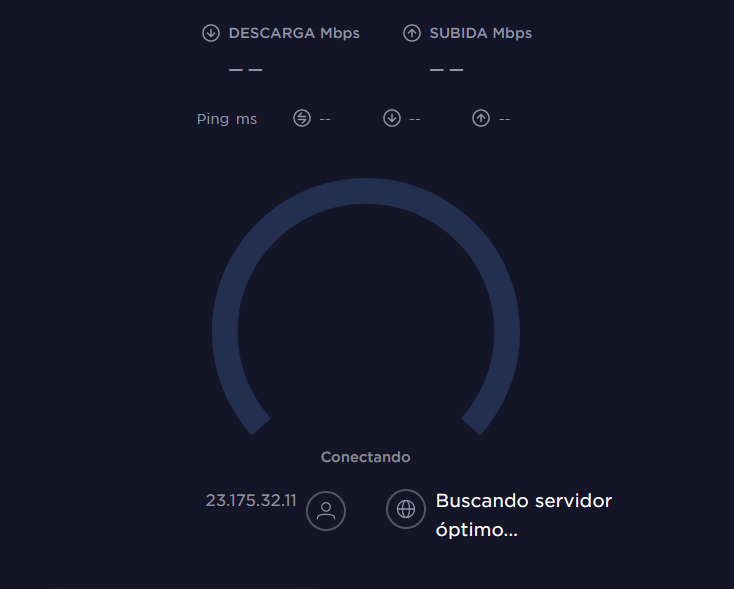 DESCARGA Mbps SUBIDA Mbps
— — — —
Ping ms -- -- --
Conectando
23.175.32.11
Buscando servidor
óptimo...